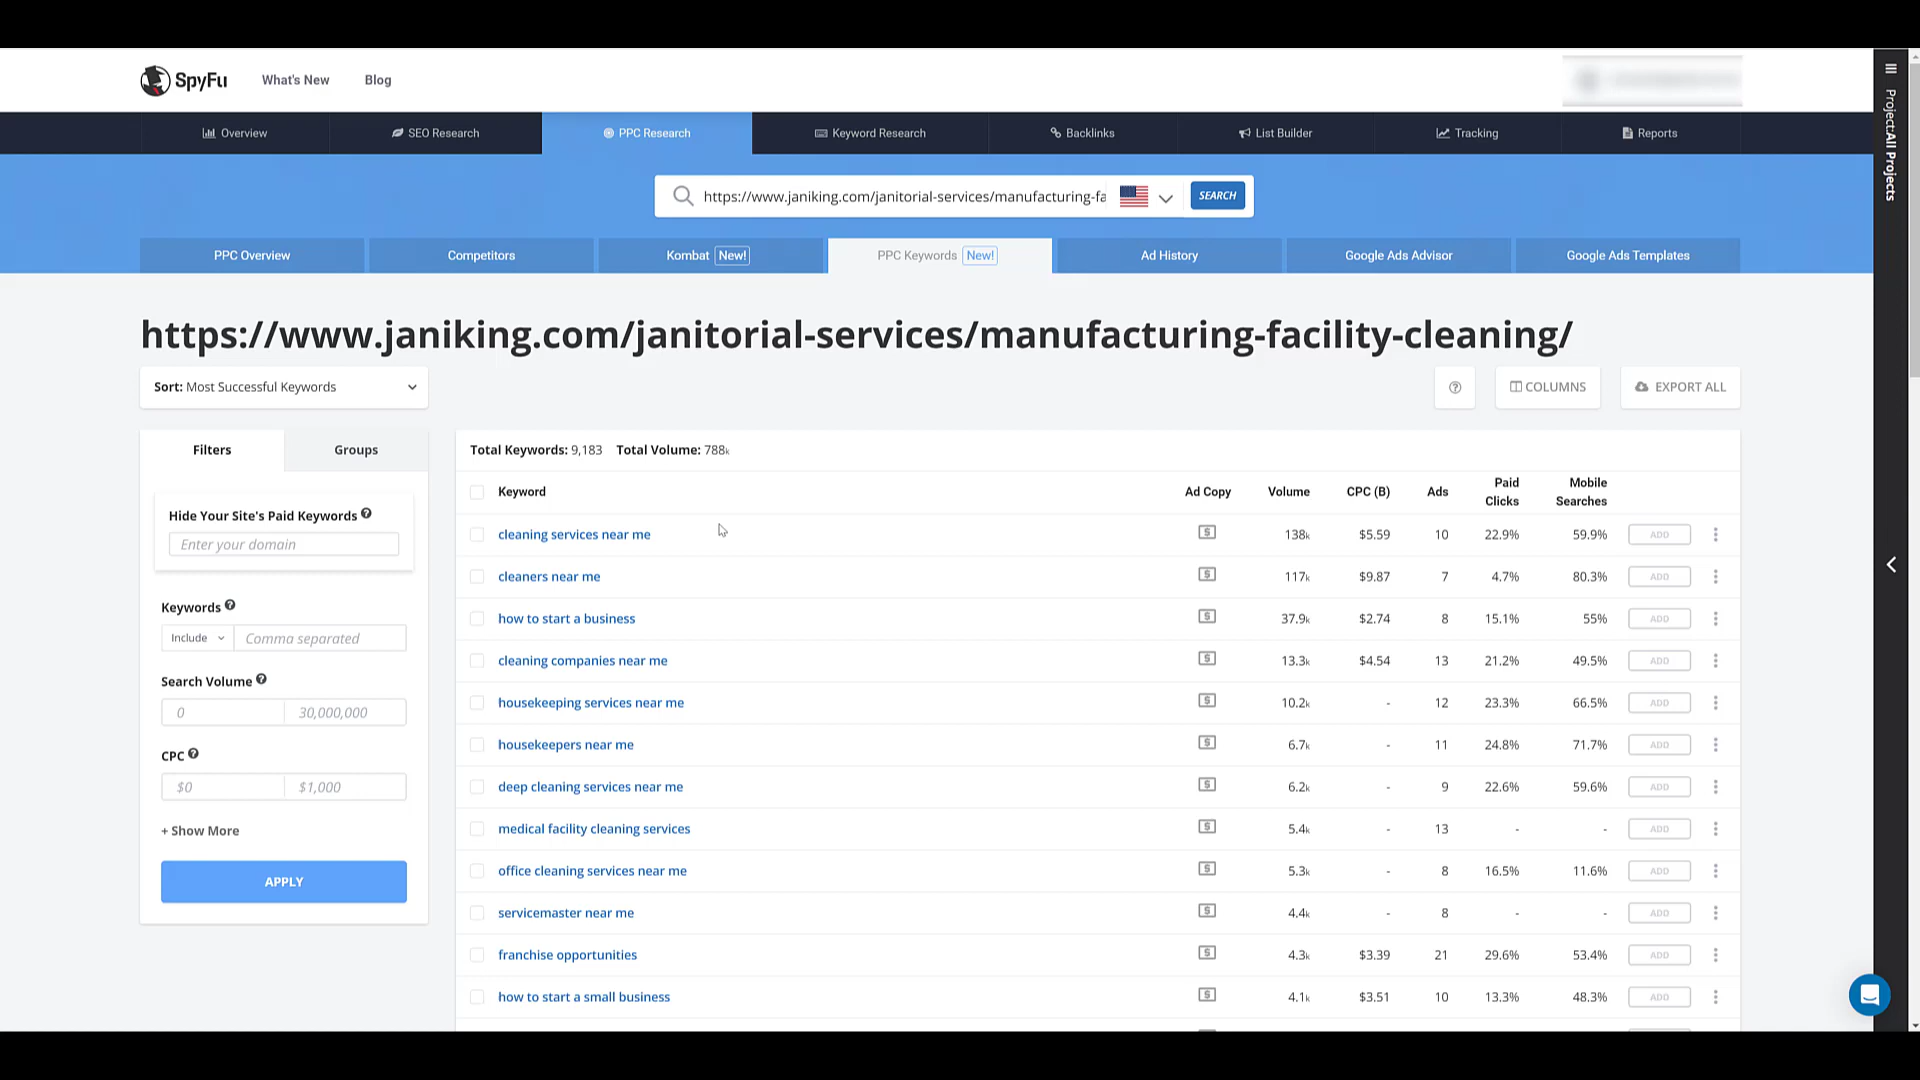 SpyFu What's New Blog
Overview SEO Research PPC Research Keyword Research Backlinks List Builder Tracking Reports
https://www.janiking.com/janitorial-services/manufacturing-fa SEARCH
PPC Overview Competitors Kombat New! PPC Keywords New! Ad History Google Ads Advisor Google Ads Templates
https://www.janiking.com/janitorial-services/manufacturing-facility-cleaning/
Sort: Most Successful Keywords COLUMNS EXPORT ALL
Filters Groups
Hide Your Site's Paid Keywords ?
Enter your domain
Keywords ?
Include Comma separated
Search Volume ?
0 30,000,000
CPC ?
$0 $1,000
+ Show More
APPLY
Total Keywords: 9,183 Total Volume: 788k
Keyword Ad Copy Volume CPC (B) Ads Paid Clicks Mobile Searches
cleaning services near me 138k $5.59 10 22.9% 59.9% ADD
cleaners near me 117k $9.87 7 4.7% 80.3% ADD
how to start a business 37.9k $2.74 8 15.1% 55% ADD
cleaning companies near me 13.3k $4.54 13 21.2% 49.5% ADD
housekeeping services near me 10.2k - 12 23.3% 66.5% ADD
housekeepers near me 6.7k - 11 24.8% 71.7% ADD
deep cleaning services near me 6.2k - 9 22.6% 59.6% ADD
medical facility cleaning services 5.4k - 13 - - ADD
office cleaning services near me 5.3k - 8 16.5% 11.6% ADD
servicemaster near me 4.4k - 8 - - ADD
franchise opportunities 4.3k $3.39 21 29.6% 53.4% ADD
how to start a small business 4.1k $3.51 10 13.3% 48.3% ADD
Project:All Projects